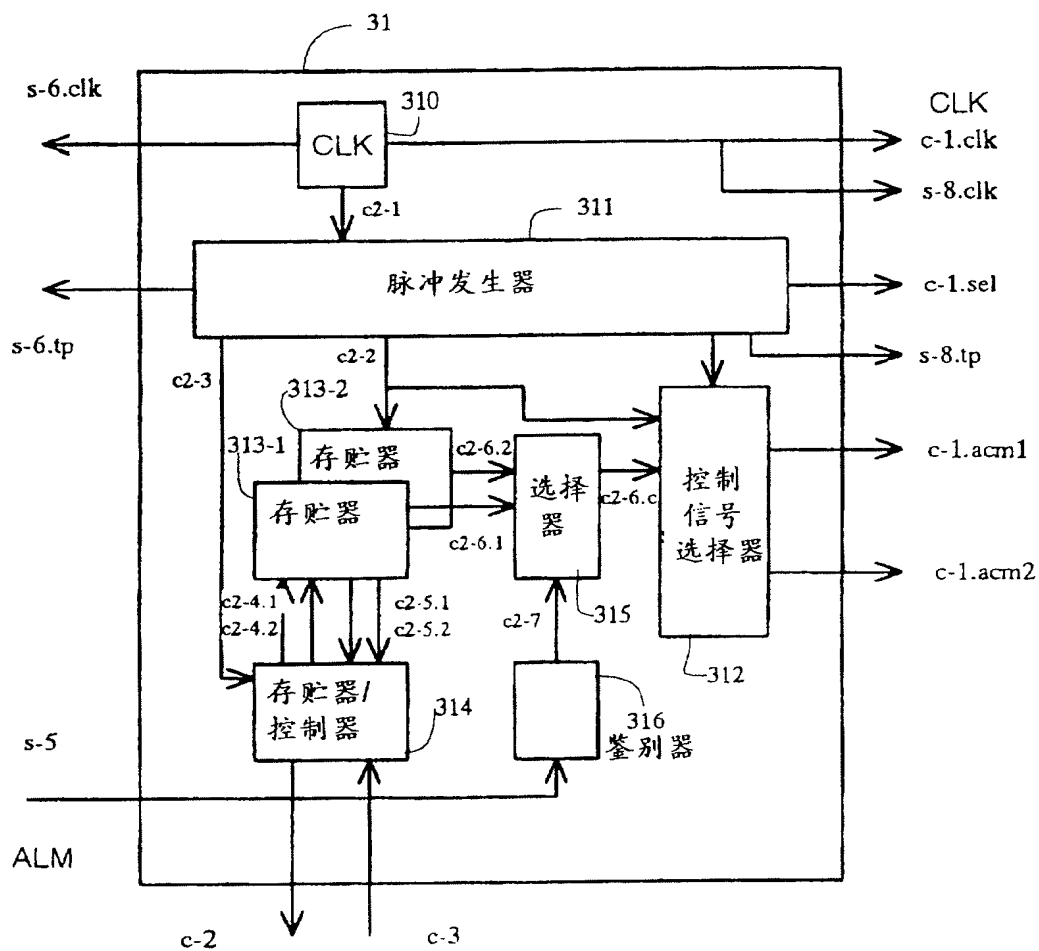 31
s-6.clk
310
CLK
CLK
c-1.clk
s-8.clk
c2-1
311
脉冲发生器
c-1.sel
s-6.tp
c2-2
s-8.tp
c2-3
313-2
313-1
存贮器
c2-6.2
c-1.acm1
存贮器
选择
器
c2-6.c
控制
信号
选择器
c2-6.1
c-1.acm2
c2-4.1
c2-5.1
c2-4.2
c2-5.2
c2-7
315
312
存贮器/
控制器
314
316
鉴别器
s-5
ALM
c-2
c-3